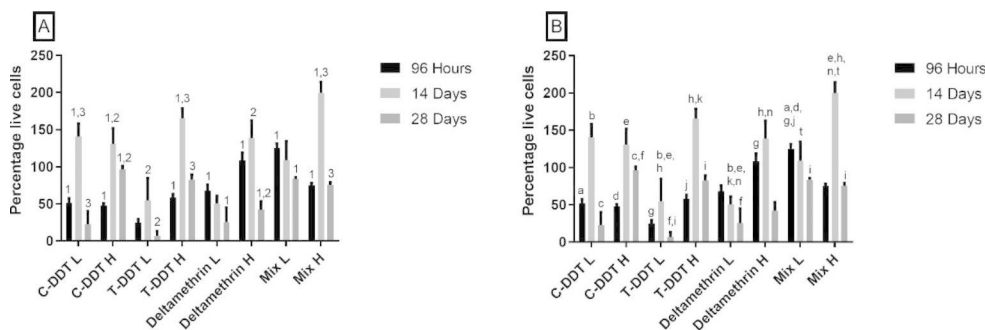 A
250
200
150
100
50
0
Percentage live cells
1 1,3 3
1 1,2 1,2
1 2 2
1 1,3 3
1 1
1 2 1,2
1
1 1,3 3
C-DDT L
C-DDT H
T-DDT L
T-DDT H
Deltamethrin L
Deltamethrin H
Mix L
Mix H
96 Hours
14 Days
28 Days
B
250
200
150
100
50
0
Percentage live cells
a b c
d e c,f
g b,e,
h f,i
j h,k i
b,e,
k,n f
g h,n
a,d,
g,j t i
e,h,
n,t i
C-DDT L
C-DDT H
T-DDT L
T-DDT H
Deltamethrin L
Deltamethrin H
Mix L
Mix H
96 Hours
14 Days
28 Days